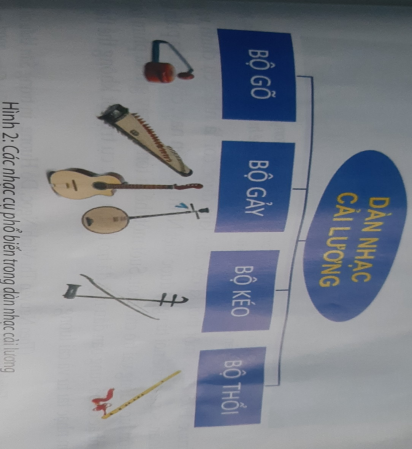 DÀN NHẠC
CẢI LƯƠNG
BỘ GÕ
BỘ GẢY
BỘ KÉO
BỘ THỔI
Hình 2: Các nhạc cụ phổ biến trong dàn nhạc cải lương